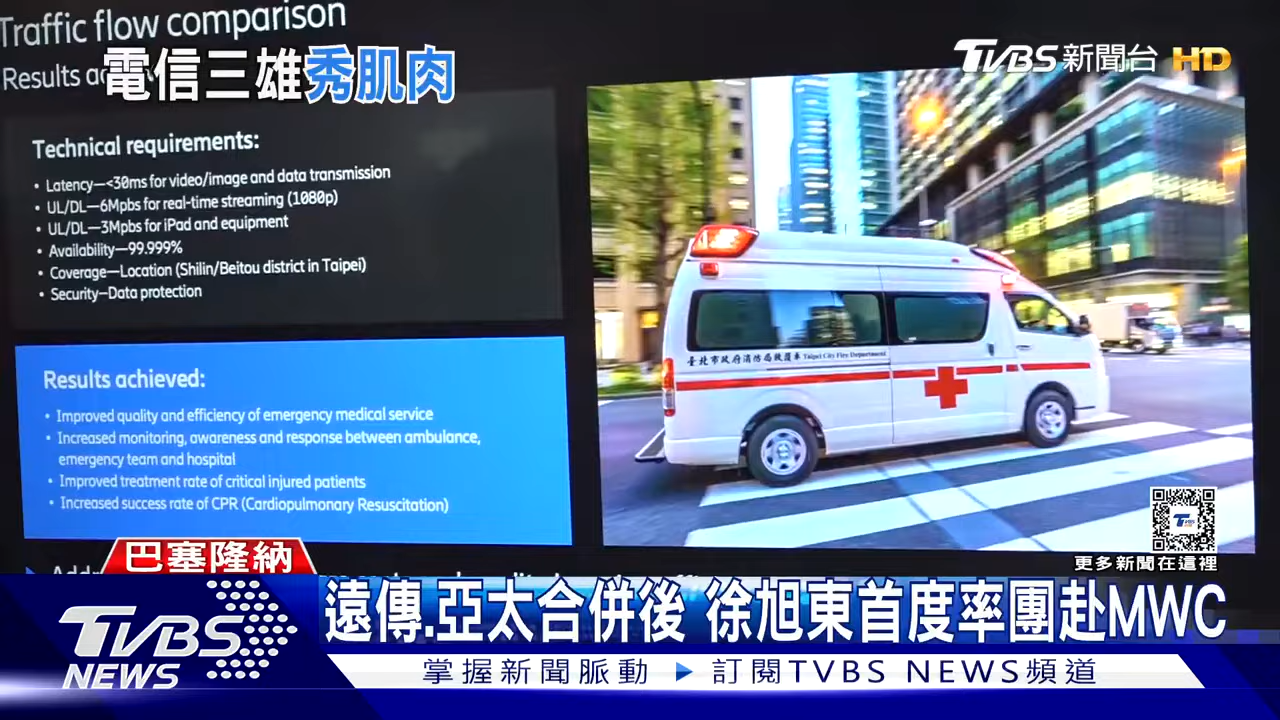 Traffic flow comparison
Results
電信三雄秀肌肉
TVBS新聞台 HD
Technical requirements:
• Latency—<30ms for video/image and data transmission
• UL/DL—6Mpbs for real-time streaming (1080p)
• UL/DL—3Mpbs for iPad and equipment
• Availability—99.999%
• Coverage—Location (Shilin/Beitou district in Taipei)
• Security—Data protection
臺北市政府消防局救護車 Taipei City Fire Department
Results achieved:
• Improved quality and efficiency of emergency medical service
• Increased monitoring, awareness and response between ambulance,
emergency team and hospital
• Improved treatment rate of critical injured patients
• Increased success rate of CPR (Cardiopulmonary Resuscitation)
TVBS
更多新聞在這裡
巴塞隆納
遠傳.亞太合併後 徐旭東首度率團赴MWC
TVBS
NEWS
掌握新聞脈動 ▶ 訂閱TVBS NEWS頻道